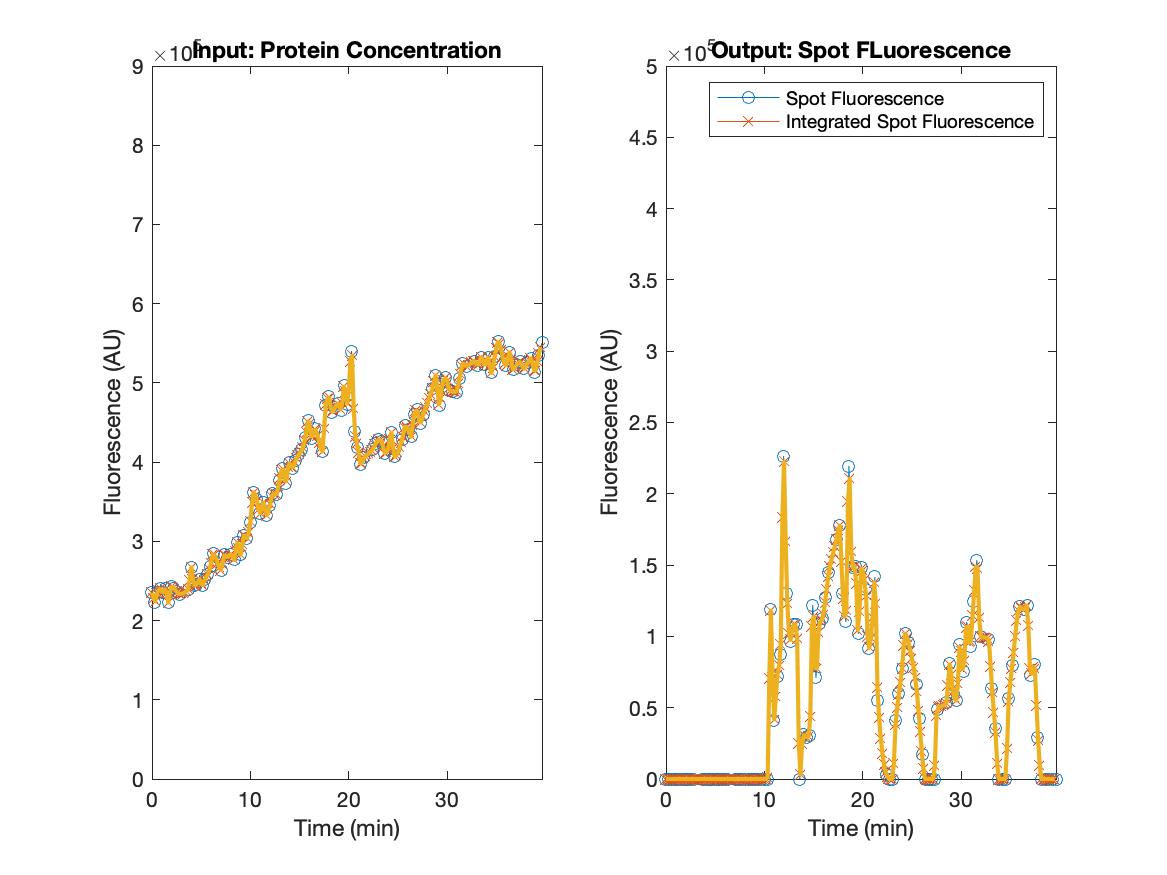 ×10⁵
Input: Protein Concentration
9
8
7
6
5
4
3
2
1
0
Fluorescence (AU)
0 10 20 30
Time (min)
×10⁵
Output: Spot FLuorescence
Spot Fluorescence
Integrated Spot Fluorescence
5
4.5
4
3.5
3
2.5
2
1.5
1
0.5
0
Fluorescence (AU)
0 10 20 30
Time (min)